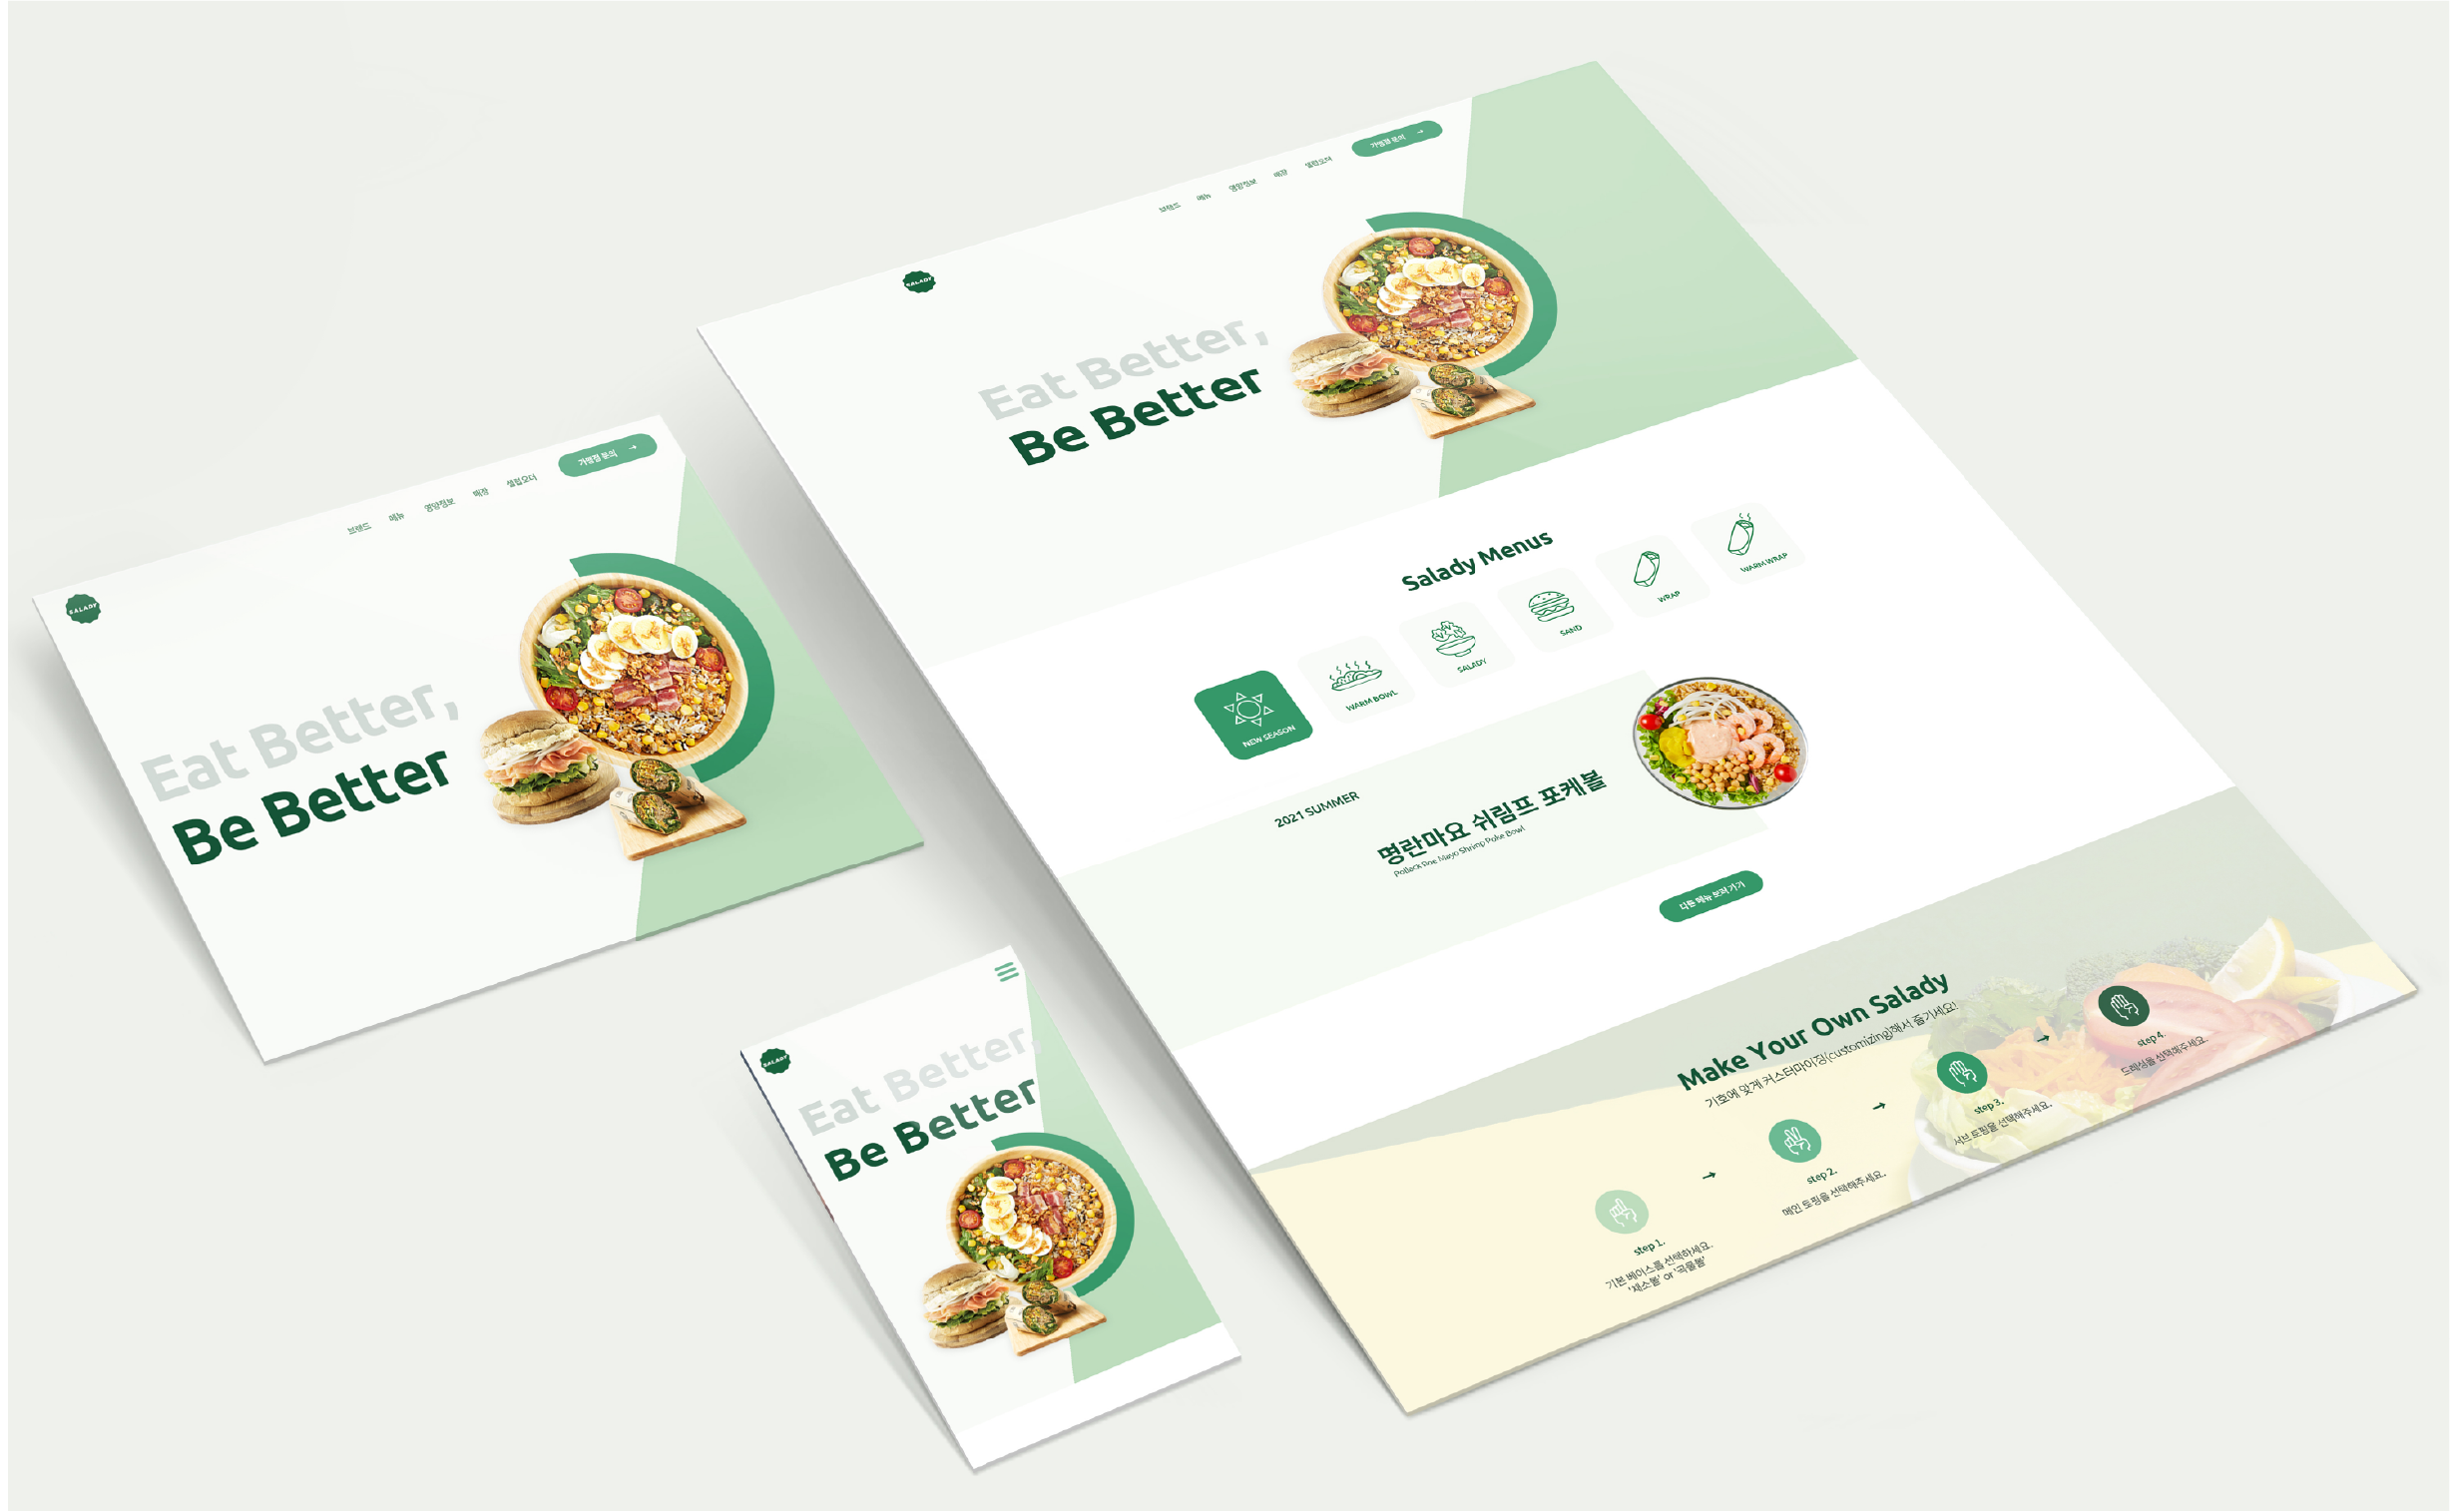 SALADY
브랜드 메뉴 영양정보 매장 샐럽오더
가맹점 문의 →
Eat Better,
Be Better
SALADY
Eat Better,
Be Better
SALADY
브랜드 메뉴 영양정보 매장 샐럽오더
가맹점 문의 →
Eat Better,
Be Better
Salady Menus
NEW SEASON
WARM BOWL
SALADY
SAND
WRAP
WARM WRAP
2021 SUMMER
명란마요 쉬림프 포케볼
Pollack Roe Mayo Shrimp Poke Bowl
다른 메뉴 보러가기
Make Your Own Salady
기호에 맞게 커스터마이징(customizing)해서 즐기세요!
step 1.
기본 베이스를 선택하세요.
'채소볼' or '곡물볼'
→
step 2.
메인 토핑을 선택해주세요.
→
step 3.
서브 토핑을 선택해주세요.
→
step 4.
드레싱을 선택해주세요.